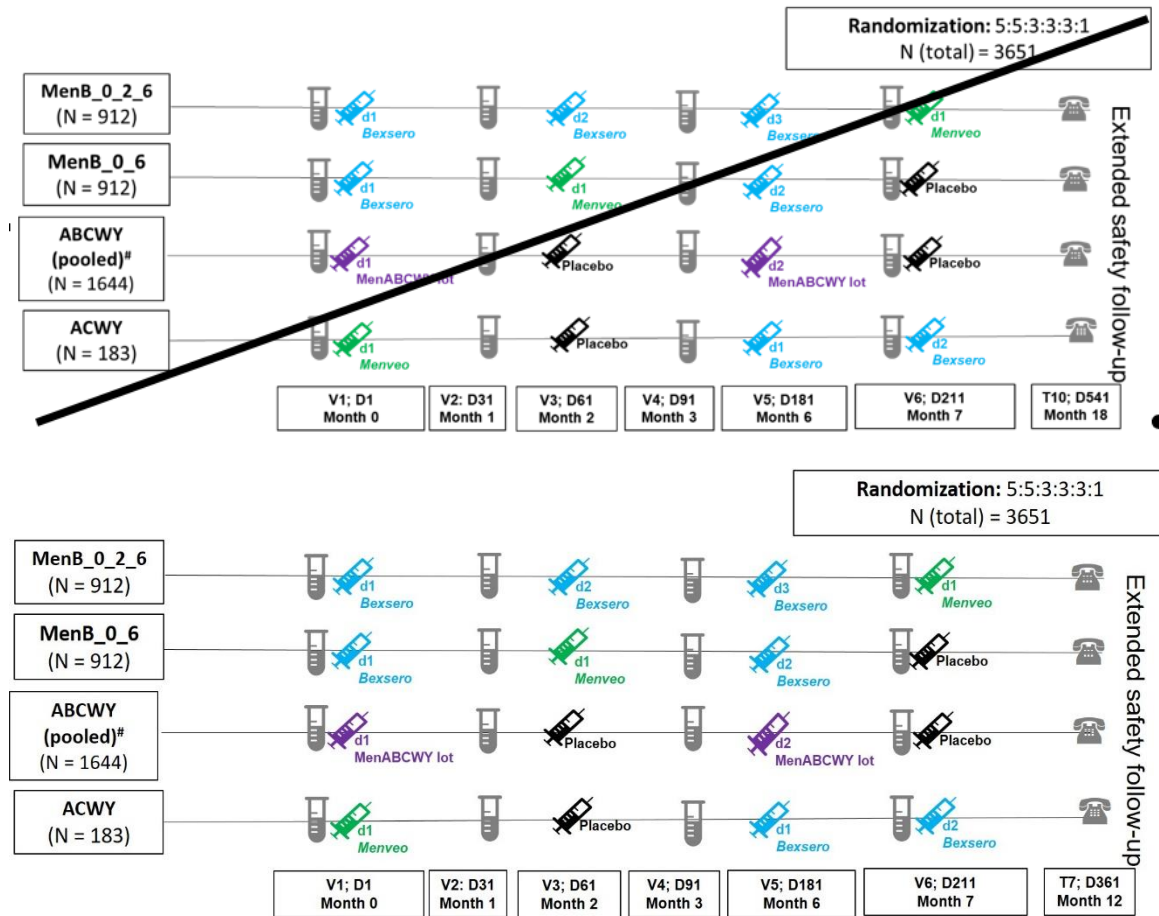 Randomization: 5:5:3:3:3:1
N (total) = 3651
MenB_0_2_6
(N = 912)
d1
Bexsero
d2
Bexsero
d3
Bexsero
d1
Menveo
MenB_0_6
(N = 912)
d1
Bexsero
d1
Menveo
d2
Bexsero
Placebo
ABCWY
(pooled)#
(N = 1644)
d1
MenABCWY lot
Placebo
d2
MenABCWY lot
Placebo
ACWY
(N = 183)
d1
Menveo
Placebo
d1
Bexsero
d2
Bexsero
Extended safety follow-up
V1; D1
Month 0
V2: D31
Month 1
V3; D61
Month 2
V4; D91
Month 3
V5; D181
Month 6
V6; D211
Month 7
T10; D541
Month 18
Randomization: 5:5:3:3:3:1
N (total) = 3651
MenB_0_2_6
(N = 912)
d1
Bexsero
d2
Bexsero
d3
Bexsero
d1
Menveo
MenB_0_6
(N = 912)
d1
Bexsero
d1
Menveo
d2
Bexsero
Placebo
ABCWY
(pooled)#
(N = 1644)
d1
MenABCWY lot
Placebo
d2
MenABCWY lot
Placebo
ACWY
(N = 183)
d1
Menveo
Placebo
d1
Bexsero
d2
Bexsero
Extended safety follow-up
V1; D1
Month 0
V2: D31
Month 1
V3; D61
Month 2
V4; D91
Month 3
V5; D181
Month 6
V6; D211
Month 7
T7; D361
Month 12